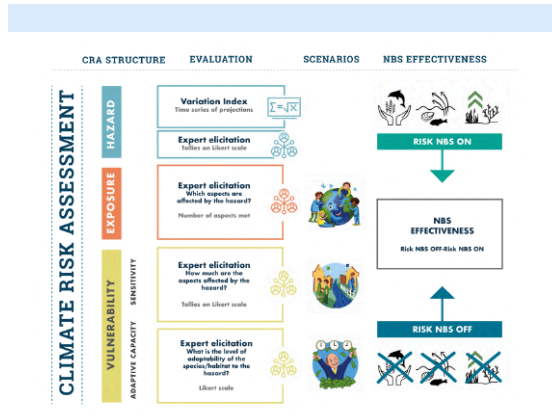 CRA STRUCTURE
EVALUATION
SCENARIOS
NBS EFFECTIVENESS
CLIMATE RISK ASSESSMENT
HAZARD
Variation Index
Time series of projections
Σ=√x
Expert elicitation
Tallies on Likert scale
EXPOSURE
Expert elicitation
Which aspects are
affected by the hazard?
Number of aspects met
VULNERABILITY
SENSITIVITY
Expert elicitation
How much are the
aspects affected by the
hazard?
Tallies on Likert scale
ADAPTIVE CAPACITY
Expert elicitation
What is the level of
adaptability of the
species/habitat to the
hazard?
Likert scale
RISK NBS ON
NBS
EFFECTIVENESS
Risk NBS OFF-Risk NBS ON
RISK NBS OFF